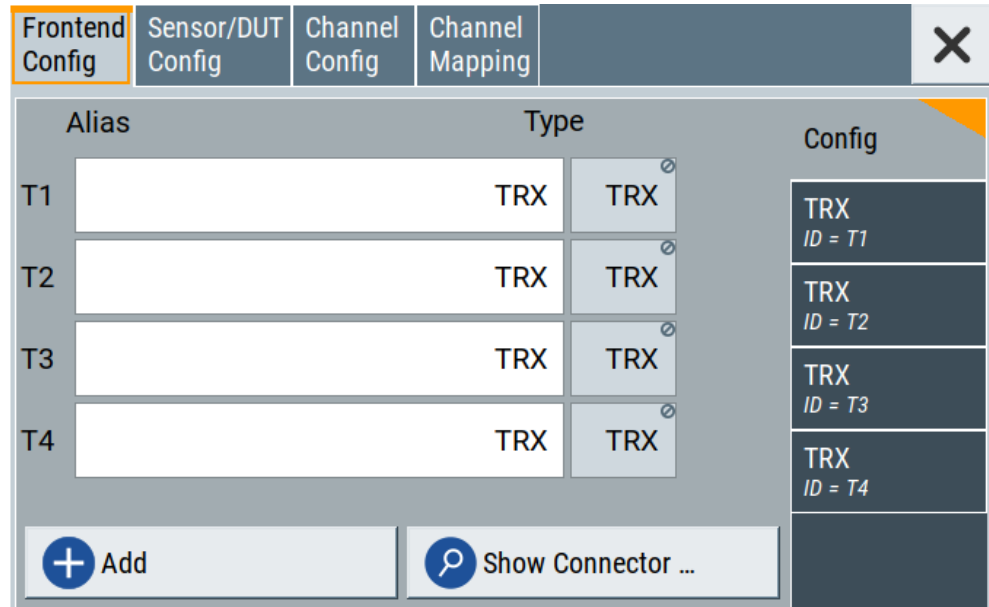 Frontend Config
Sensor/DUT Config
Channel Config
Channel Mapping
Alias
Type
T1 TRX TRX
T2 TRX TRX
T3 TRX TRX
T4 TRX TRX
Add
Show Connector ...
Config
TRX
ID = T1
TRX
ID = T2
TRX
ID = T3
TRX
ID = T4